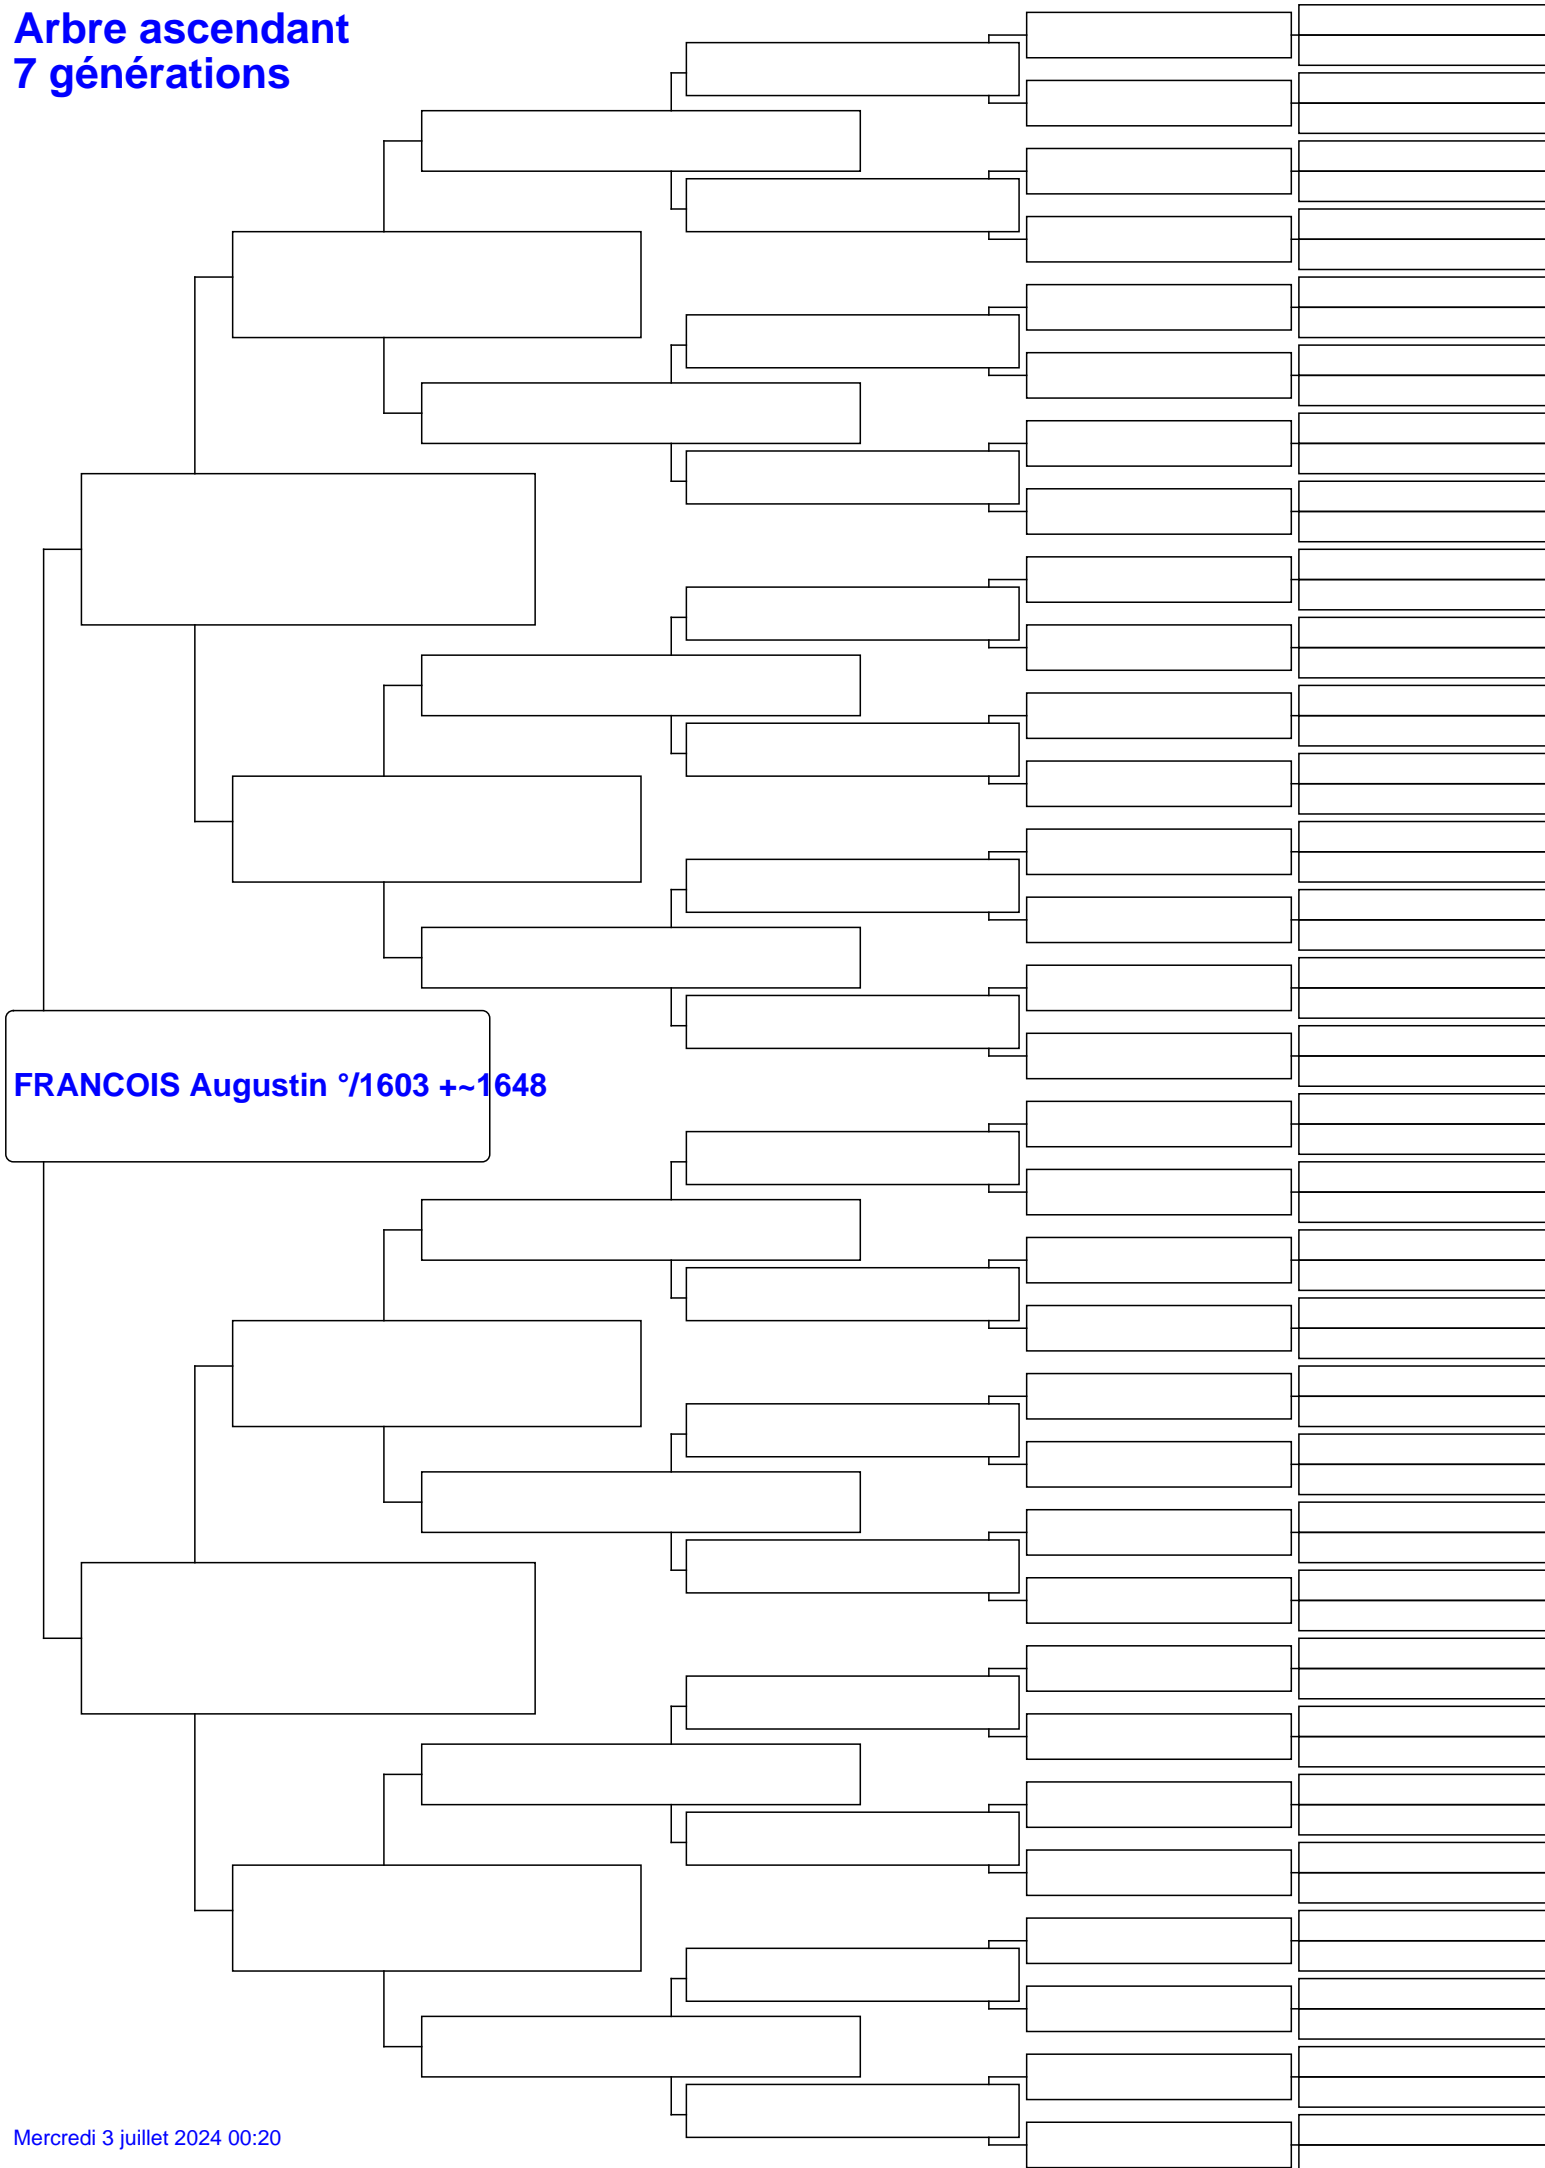 Arbre ascendant
7 générations
FRANCOIS Augustin °/1603 +~1648
Mercredi 3 juillet 2024 00:20